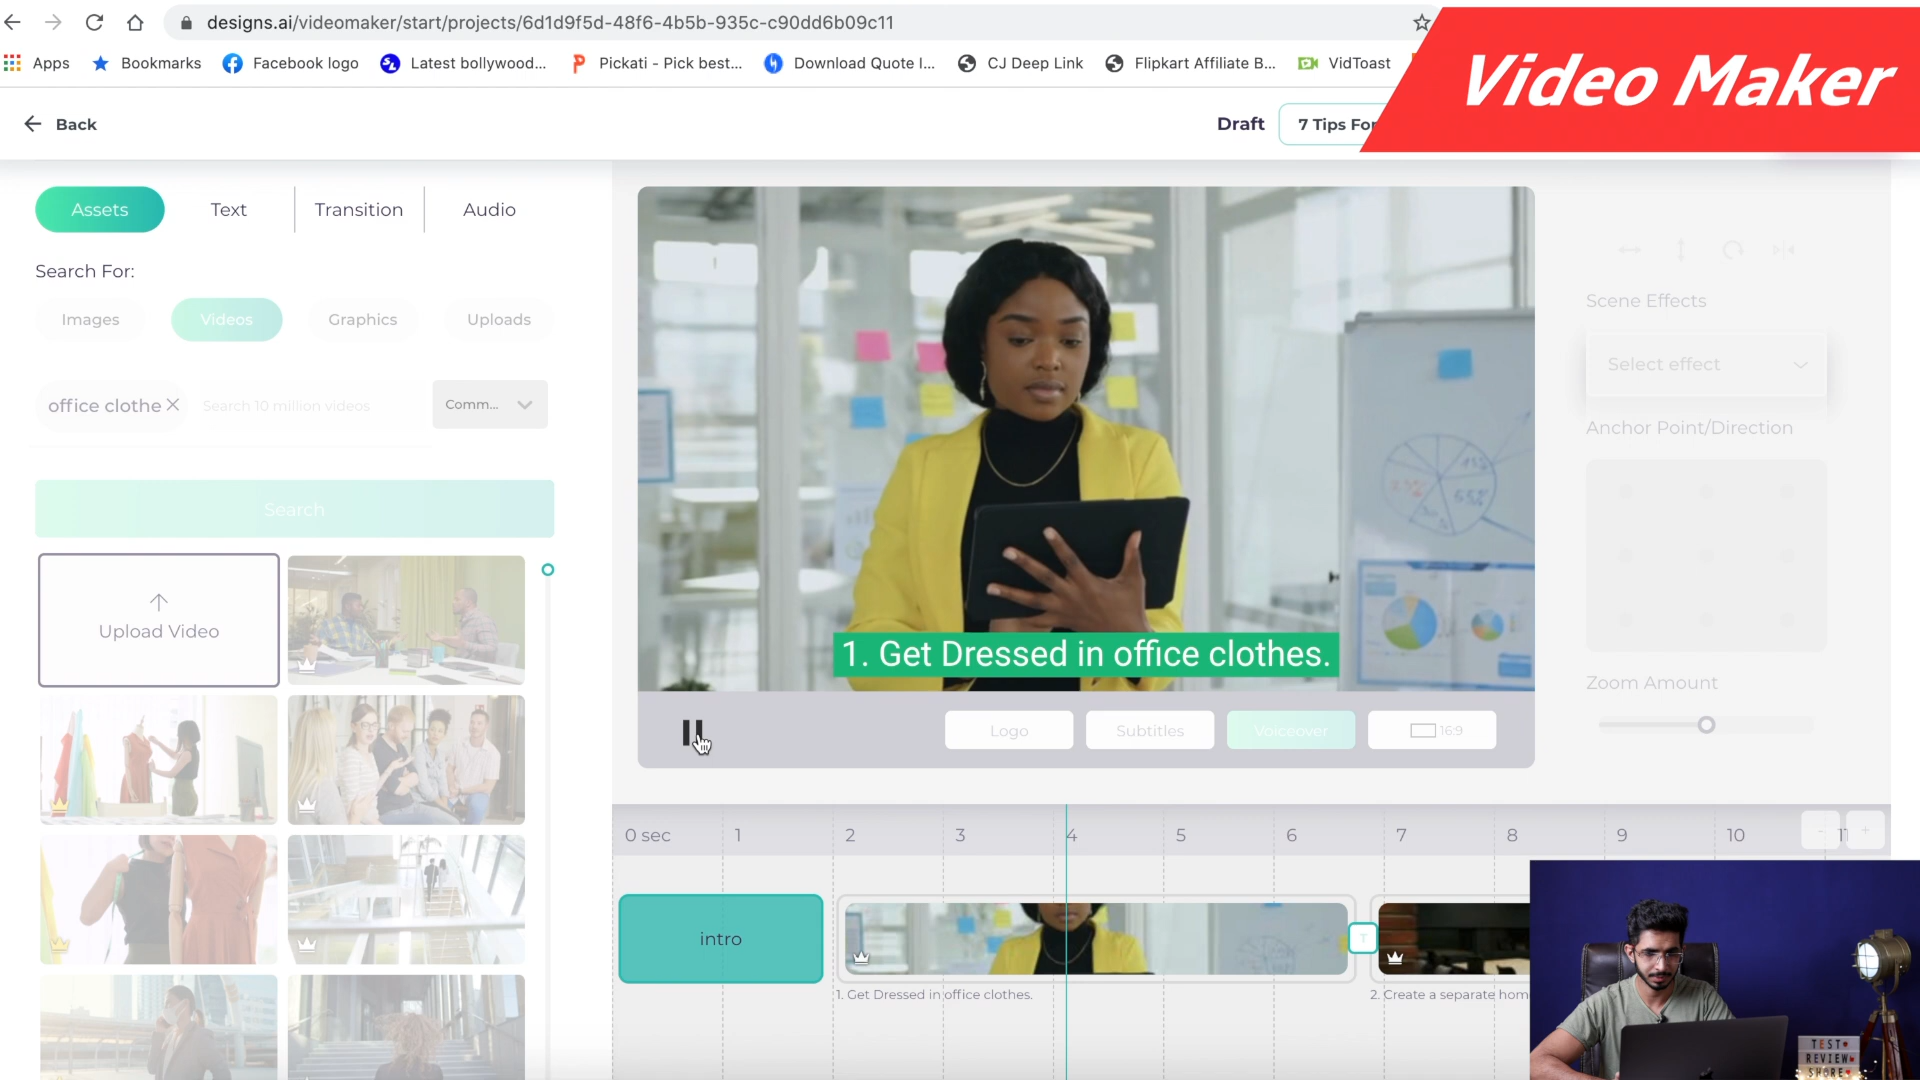 designs.ai/videomaker/start/projects/6d1d9f5d-48f6-4b5b-935c-c90dd6b09c11
Apps
Bookmarks
Facebook logo
Latest bollywood...
Pickati - Pick best...
Download Quote I...
CJ Deep Link
Flipkart Affiliate B...
VidToast
Video Maker
Back
Draft
7 Tips For
Assets
Text
Transition
Audio
Search For:
Images
Videos
Graphics
Uploads
office clothe
Search 10 million videos
Comm...
Search
Upload Video
1. Get Dressed in office clothes.
Logo
Subtitles
Voiceover
16:9
Scene Effects
Select effect
Anchor Point/Direction
Zoom Amount
0 sec
1
2
3
4
5
6
7
8
9
10
11
intro
T
1. Get Dressed in office clothes.
2. Create a separate hom
TEST
REVIEW
SHORE